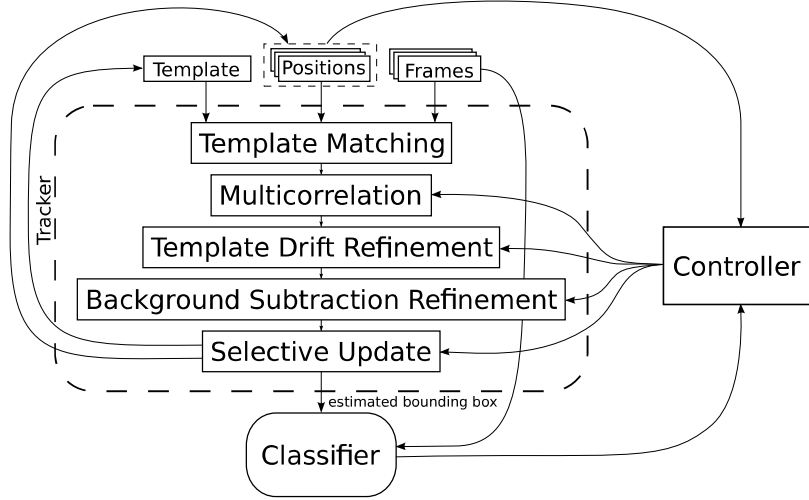 Template
Positions
Frames
Template Matching
Multicorrelation
Tracker
Template Drift Refinement
Controller
Background Subtraction Refinement
Selective Update
estimated bounding box
Classifier